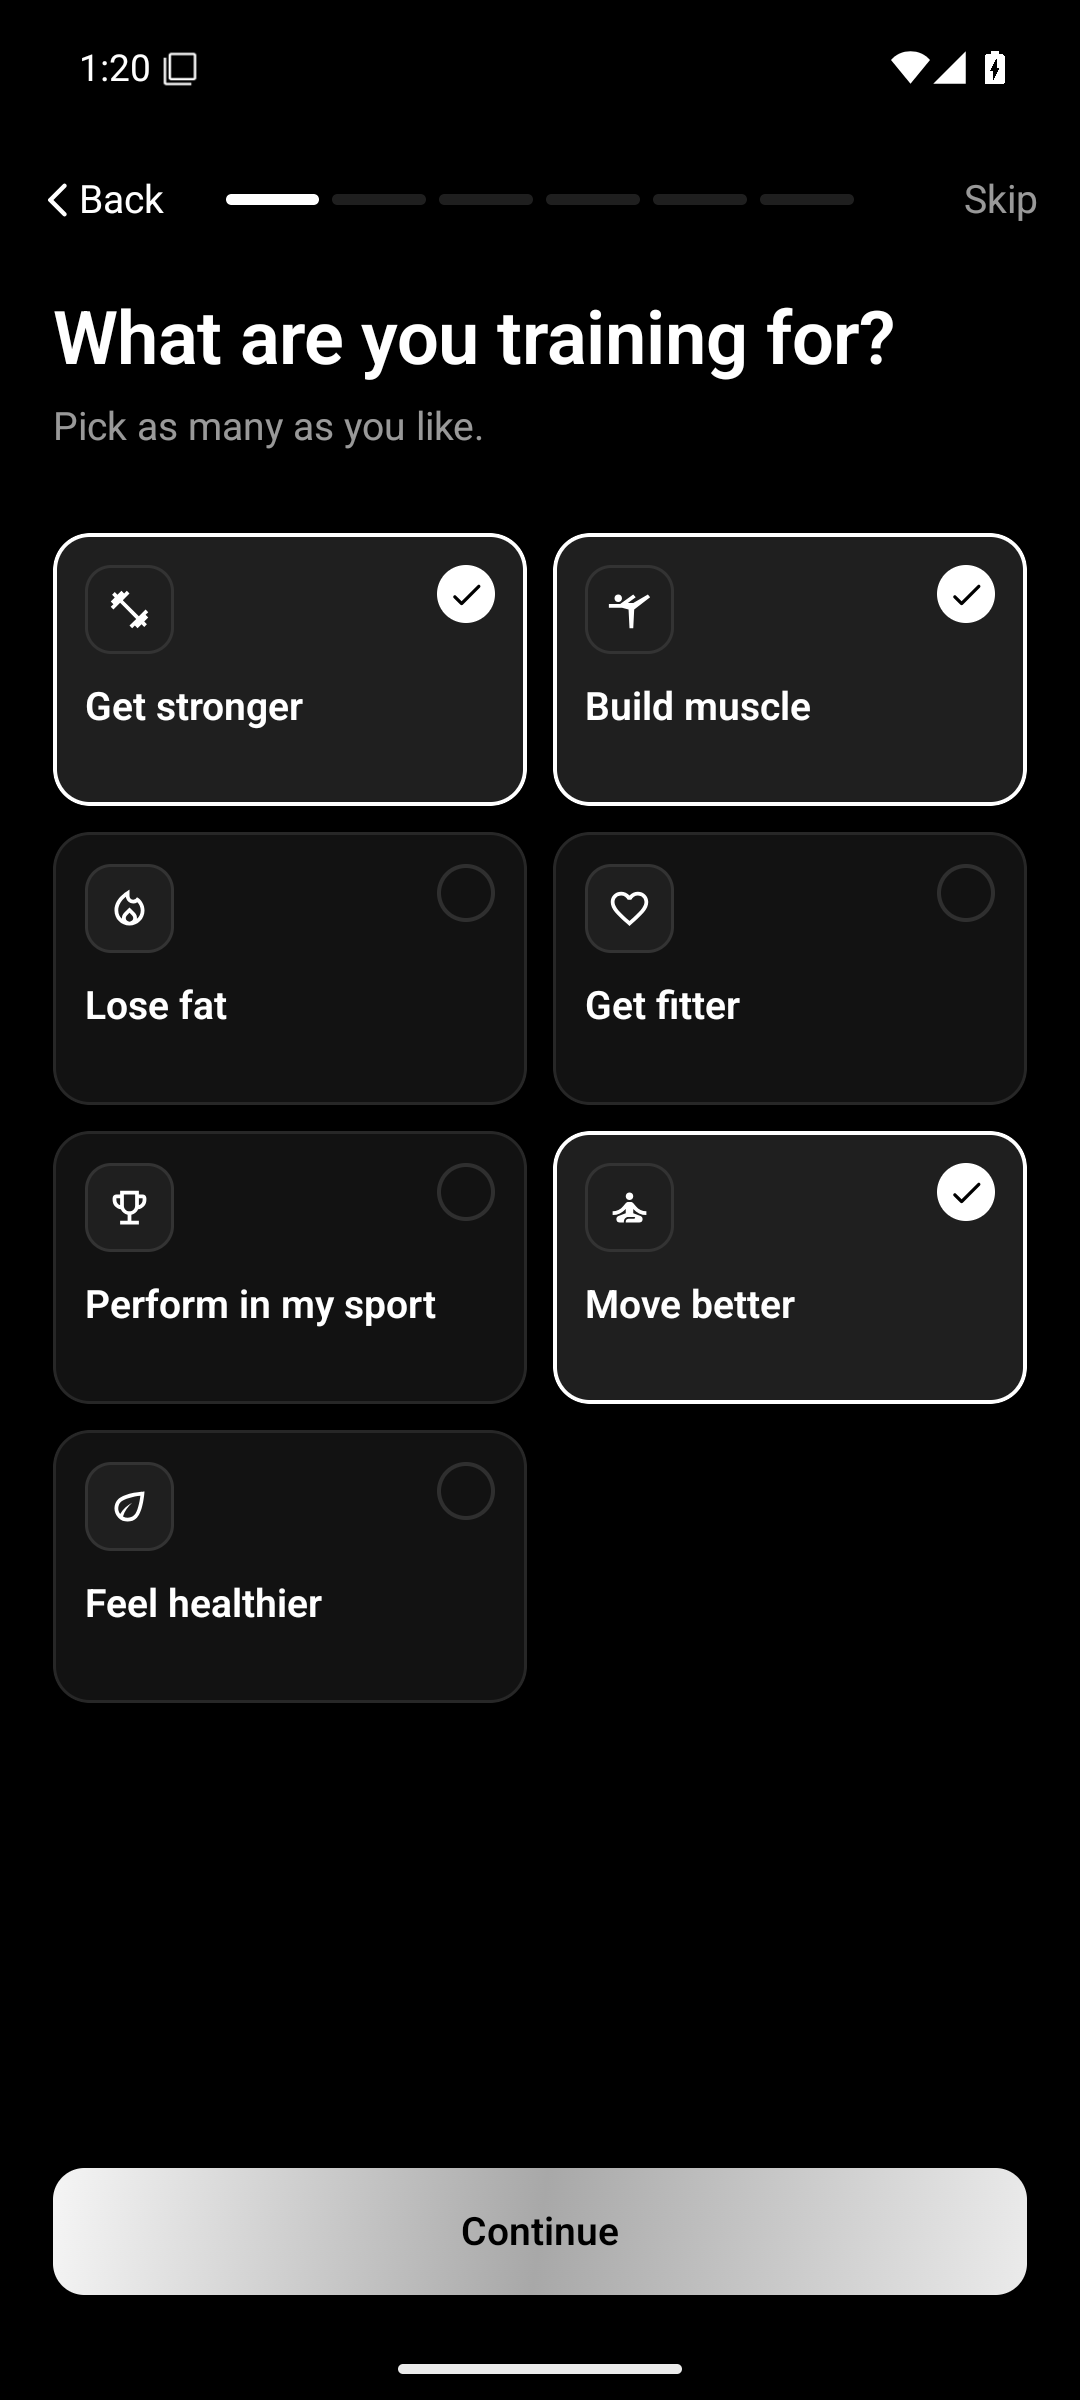 1:20
Back
Skip
What are you training for?
Pick as many as you like.
Get stronger
Build muscle
Lose fat
Get fitter
Perform in my sport
Move better
Feel healthier
Continue